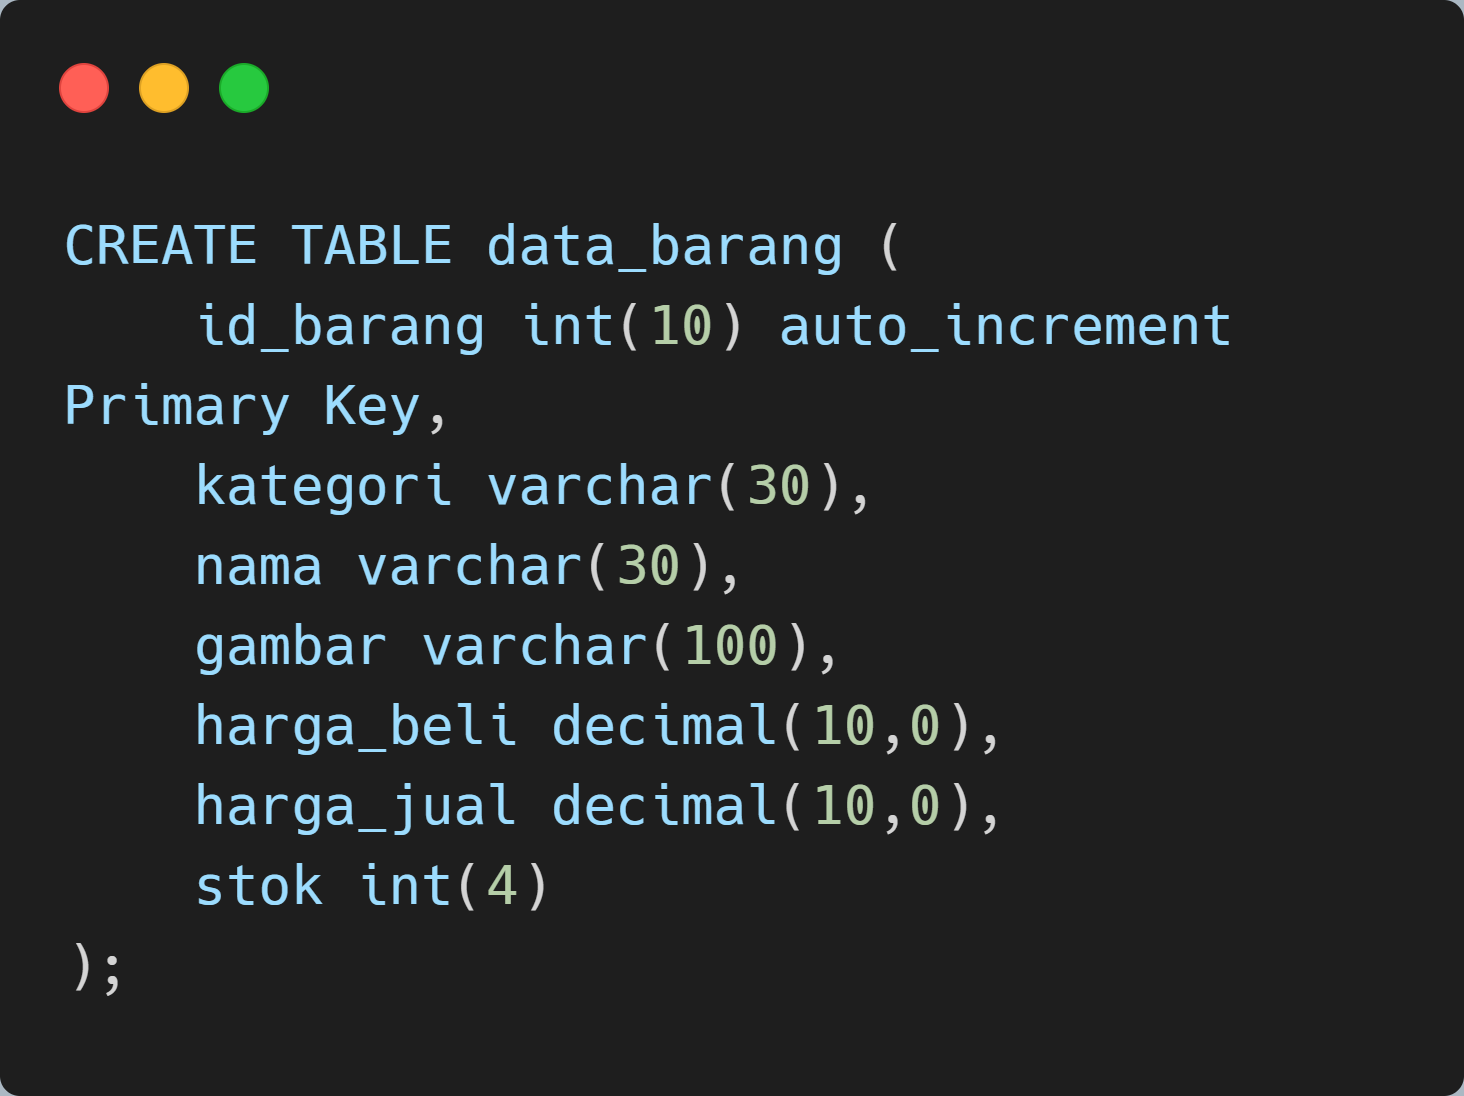 CREATE TABLE data_barang (
    id_barang int(10) auto_increment
Primary Key,
    kategori varchar(30),
    nama varchar(30),
    gambar varchar(100),
    harga_beli decimal(10,0),
    harga_jual decimal(10,0),
    stok int(4)
);